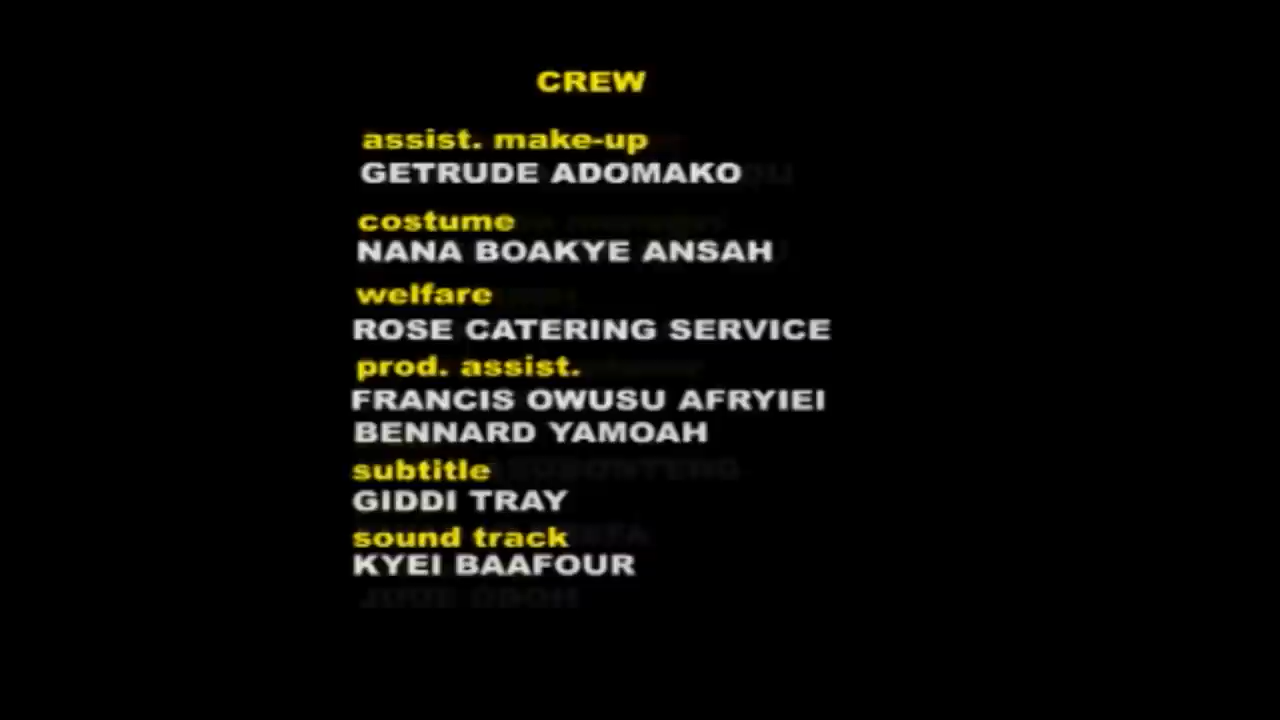 CREW
assist. make-up
GETRUDE ADOMAKO
costume
NANA BOAKYE ANSAH
welfare
ROSE CATERING SERVICE
prod. assist.
FRANCIS OWUSU AFRYIEI
BENNARD YAMOAH
subtitle
GIDDI TRAY
sound track
KYEI BAAFOUR